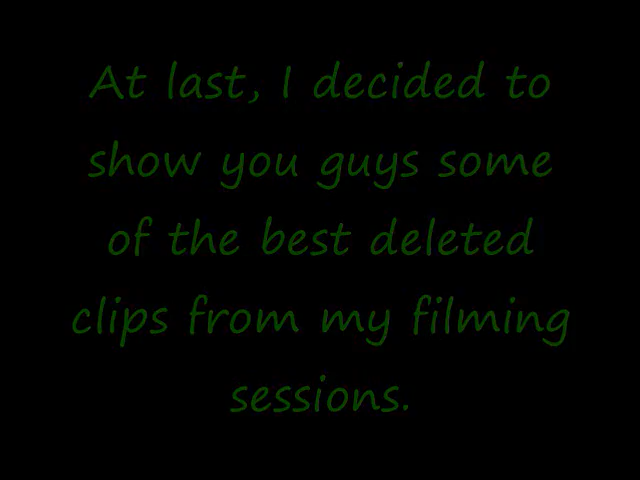 At last, I decided to
show you guys some
of the best deleted
clips from my filming
sessions.